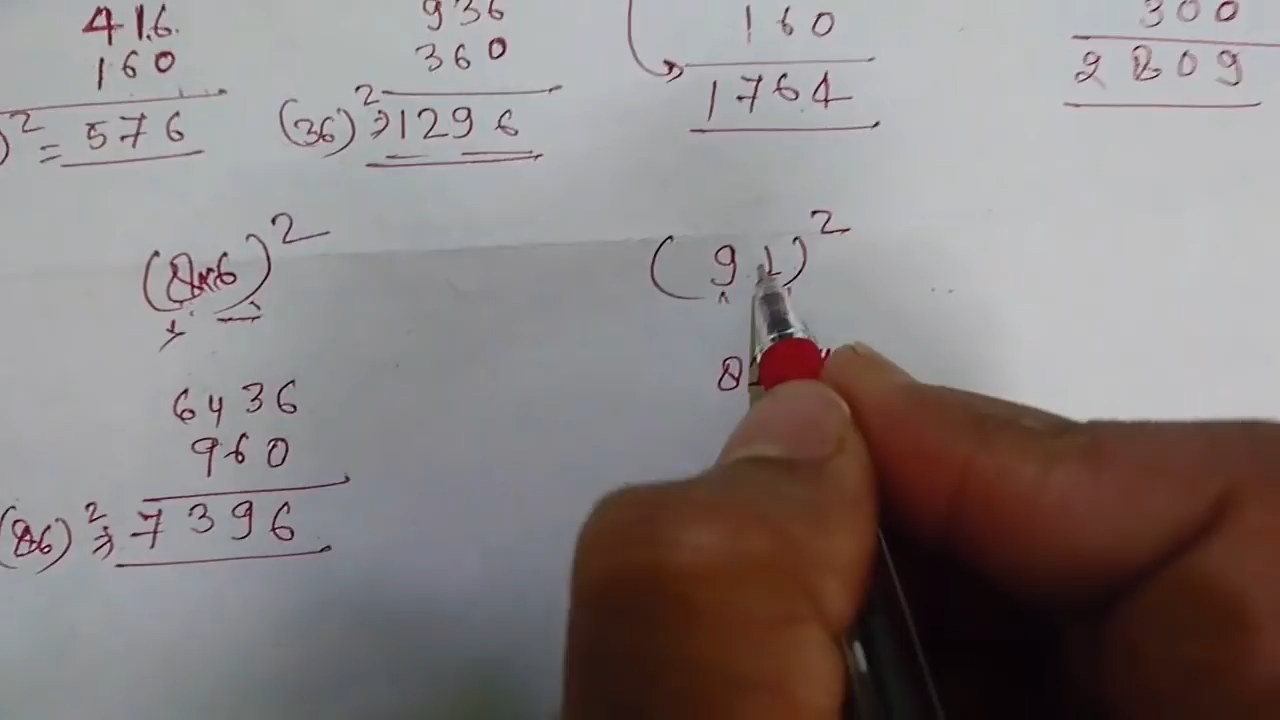 416 936 160 300
160 360 1764 2209
)² = 576 (36)² ⇒ 1296
(86)² (91)²
6436 8
960
(86)² ⇒ 7396